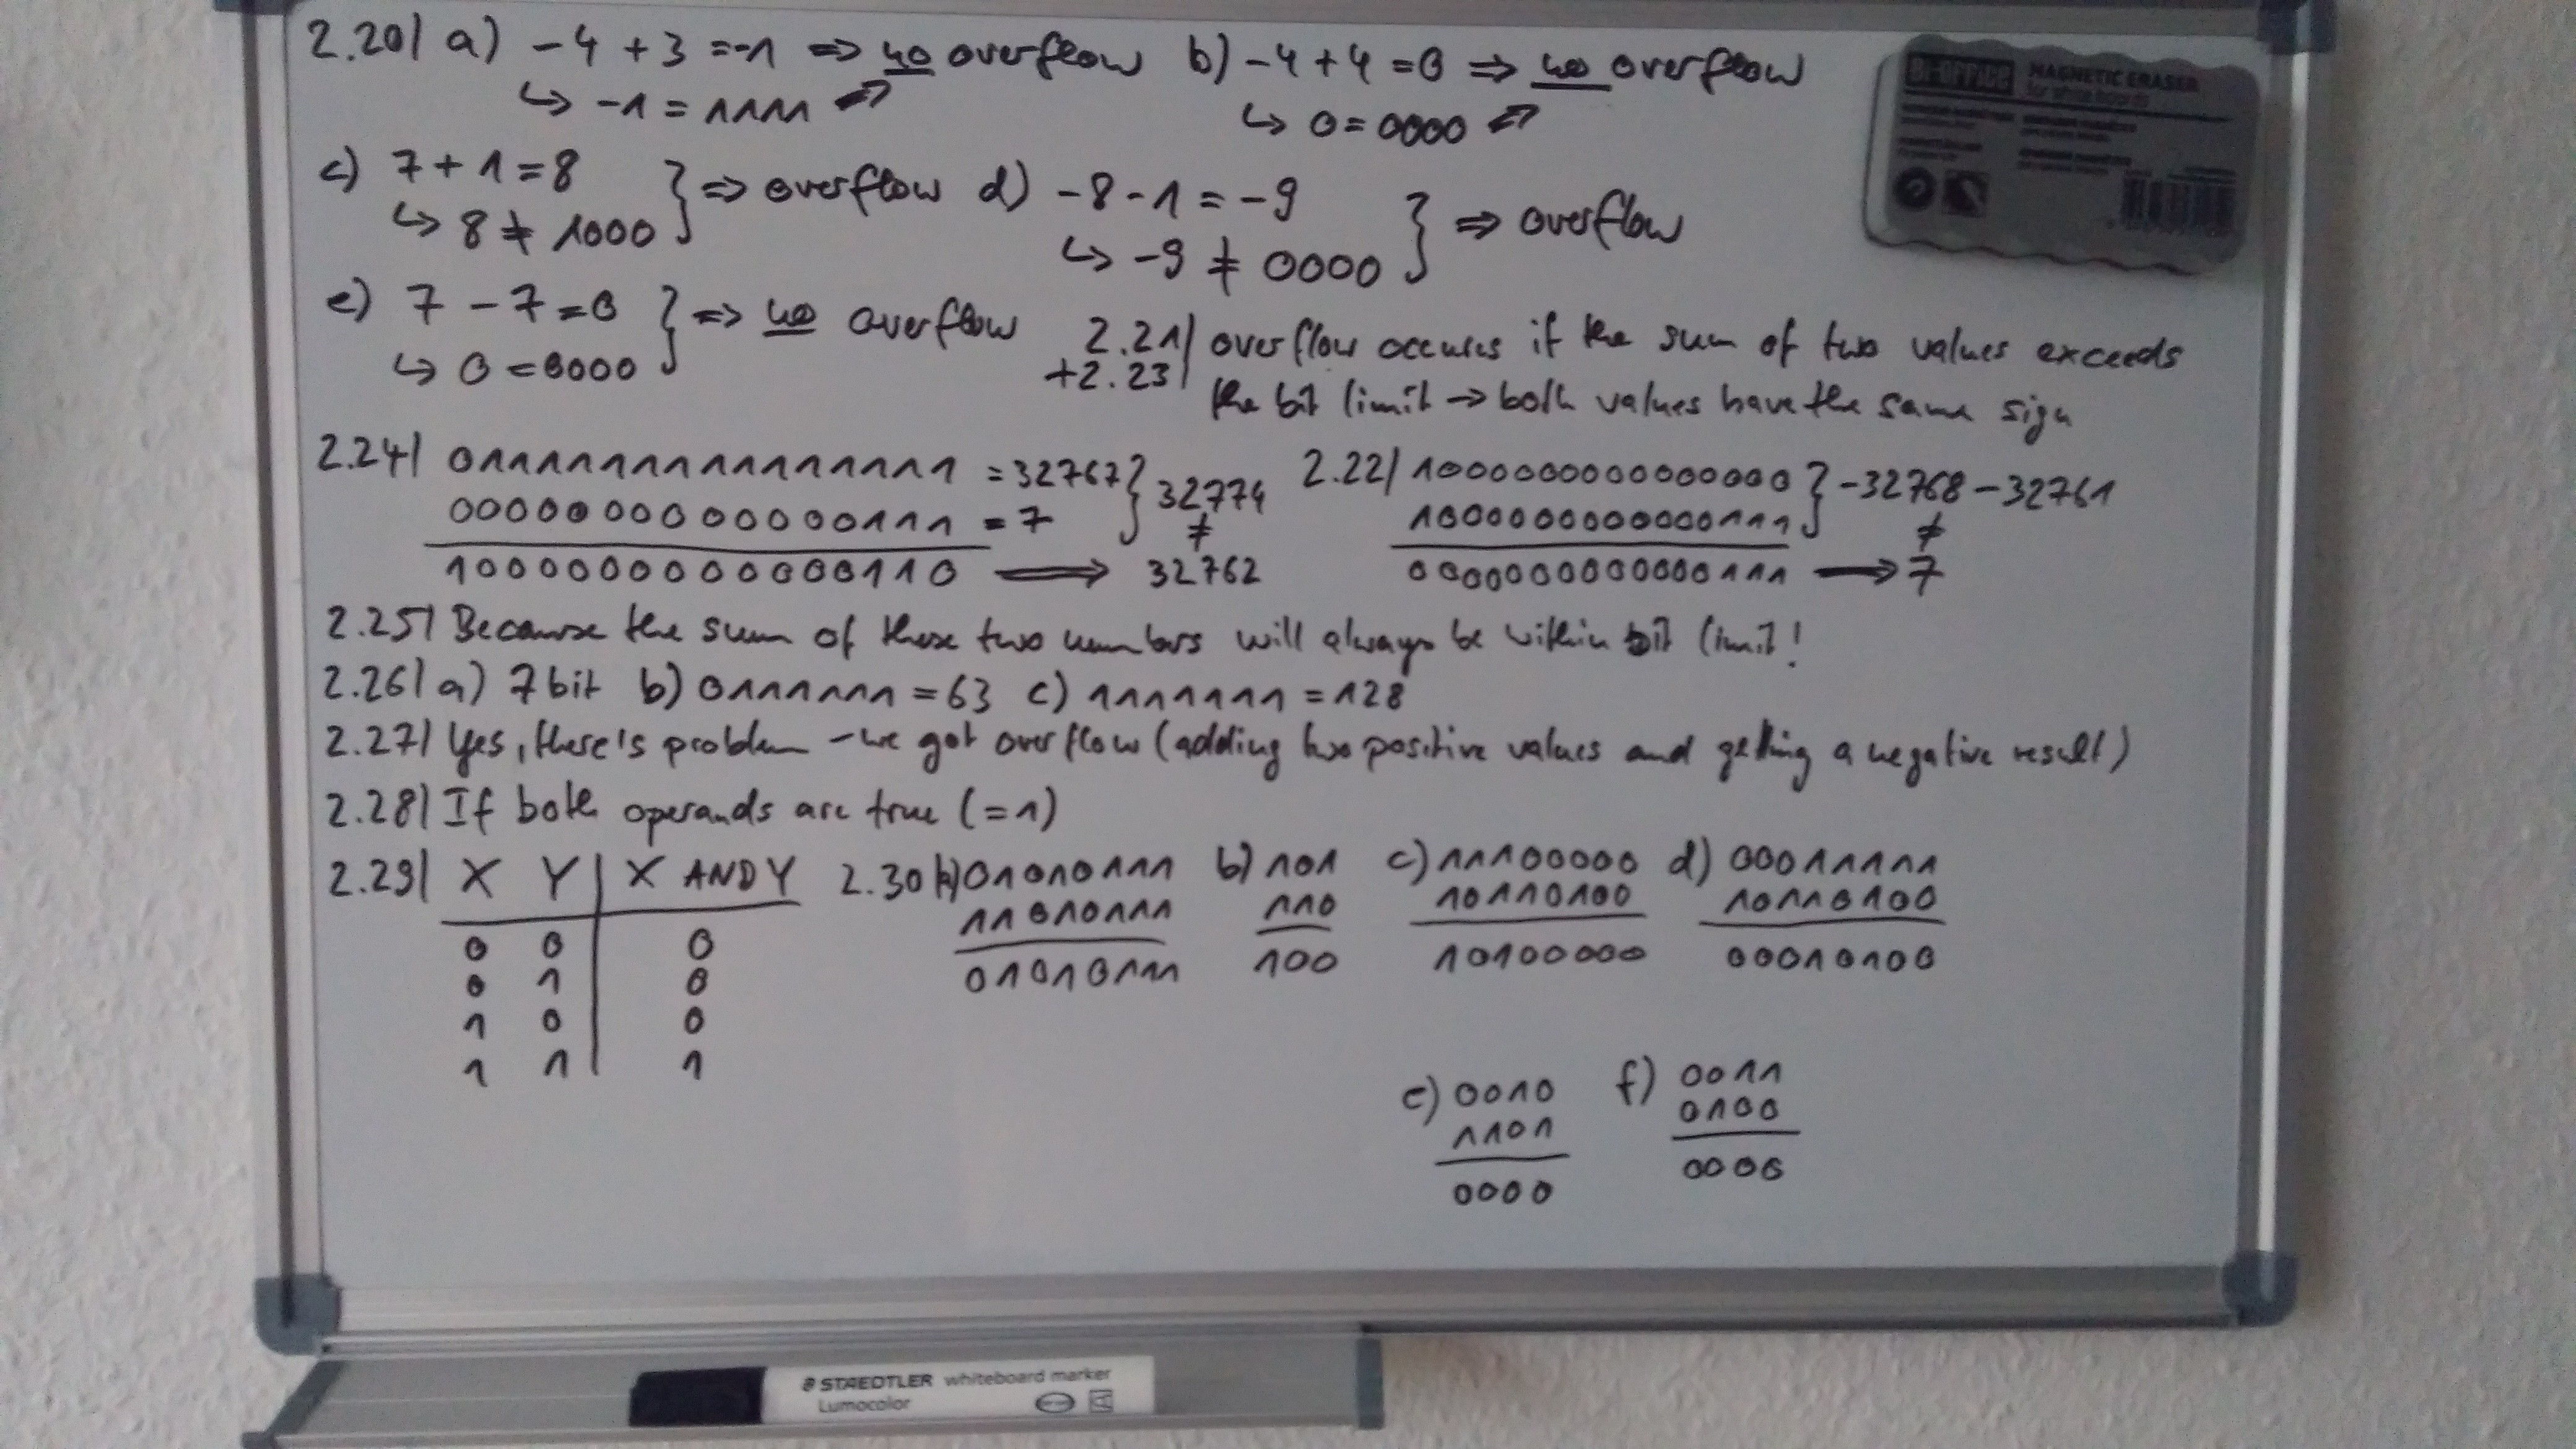 2.20| a) -4 + 3 = -1 => no overflow b) -4 + 4 = 0 => no overflow
↳ -1 = 1111 ↳ 0 = 0000
c) 7 + 1 = 8 } => overflow d) -8 - 1 = -9 } => overflow
↳ 8 ≠ 1000 ↳ -9 ≠ 0000
e) 7 - 7 = 0 } => no overflow
↳ 0 = 0000
2.21| overflow occures if the sum of two values exceeds
+2.23| the bit limit -> both values have the same sign
2.24| 0111111111111111 = 32767 } 32774
0000000000000111 = 7 ≠
1000000000000110 => 32762
2.22| 1000000000000000 } -32768 - 32761
1000000000000111 ≠
0000000000000111 -> 7
2.25| Because the sum of these two numbers will always be within bit limit!
2.26| a) 7 bit b) 0111111 = 63 c) 1111111 = 128
2.27| Yes, there's problem - we got overflow (adding two positive values and getting a negative result)
2.28| If both operands are true (=1)
2.29| X Y | X AND Y
0 0 | 0
0 1 | 0
1 0 | 0
1 1 | 1
2.30| a) 01010111
11010111
01010111
b) 101
110
100
c) 11100000
10110100
10100000
d) 00011111
10110100
00010100
e) 0010
1101
0000
f) 0011
0100
0000
BI-OFFICE MAGNETIC ERASER
for whiteboards
STAEDTLER whiteboard marker
Lumocolor